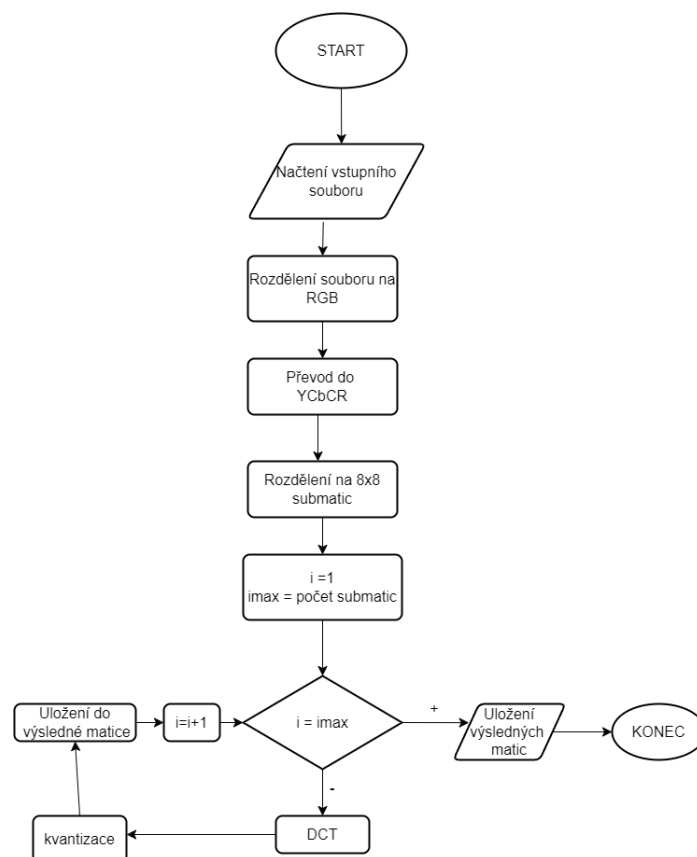 START
Načtení vstupního
souboru
Rozdělení souboru na
RGB
Převod do
YCbCR
Rozdělení na 8x8
submatic
i =1
imax = počet submatic
i = imax
+
-
Uložení
výsledných
matic
KONEC
DCT
kvantizace
Uložení do
výsledné matice
i=i+1